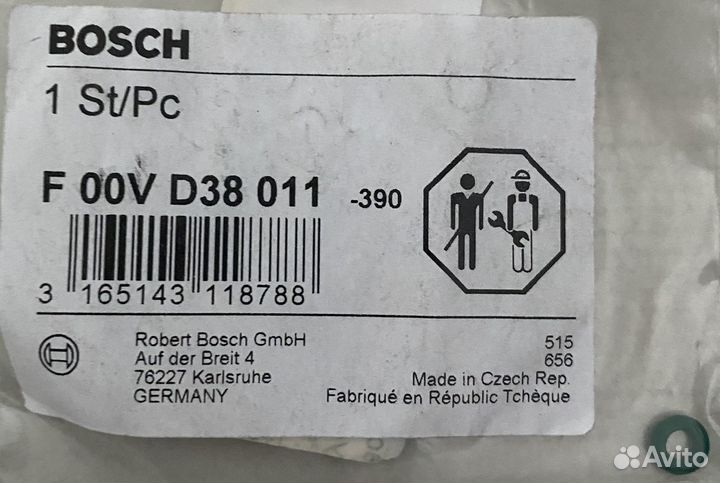 BOSCH
1 St/Pc
F 00V D38 011 -390
3 165143 118788
Robert Bosch GmbH
Auf der Breit 4
76227 Karlsruhe
GERMANY
515
656
Made in Czech Rep.
Fabriqué en Républic Tchèque
Avito